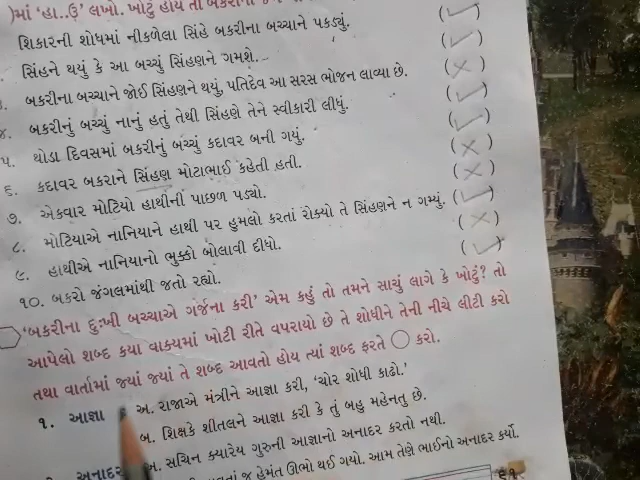 )માં 'હા..ઉ' લખો. ખોટું હોય તો
શિકારની શોધમાં નીકળેલા સિંહે બકરીના બચ્ચાને પકડ્યું. (✓)
સિંહને થયું કે આ બચ્ચું સિંહણને ગમશે. (✓)
બકરીના બચ્ચાને જોઈ સિંહણને થયું, પતિદેવ આ સરસ ભોજન લાવ્યા છે. (×)
૪. બકરીનું બચ્ચું નાનું હતું તેથી સિંહણે તેને સ્વીકારી લીધું. (✓)
૫. થોડા દિવસમાં બકરીનું બચ્ચું કદાવર બની ગયું. (✓)
૬. કદાવર બકરાને સિંહણ મોટાભાઈ કહેતી હતી. (×)
૭. એકવાર મોટિયો હાથીની પાછળ પડ્યો. (×)
૮. મોટિયાએ નાનિયાને હાથી પર હુમલો કરતાં રોક્યો તે સિંહણને ન ગમ્યું. (✓)
૯. હાથીએ નાનિયાનો ભુક્કો બોલાવી દીધો. (×)
૧૦. બકરો જંગલમાંથી જતો રહ્યો. (✓)
'બકરીના દુઃખી બચ્ચાએ ગર્જના કરી' એમ કહું તો તમને સાચું લાગે કે ખોટું? તો
આપેલો શબ્દ કયા વાક્યમાં ખોટી રીતે વપરાયો છે તે શોધીને તેની નીચે લીટી કરો
તથા વાર્તામાં જ્યાં જ્યાં તે શબ્દ આવતો હોય ત્યાં શબ્દ ફરતે ○ કરો.
૧. આજ્ઞા અ. રાજાએ મંત્રીને આજ્ઞા કરી, 'ચોર શોધી કાઢો.'
બ. શિક્ષકે શીતલને આજ્ઞા કરી કે તું બહુ મહેનતુ છે.
અનાદર અ. સચિન ક્યારેય ગુરુની આજ્ઞાનો અનાદર કરતો નથી.
જ હેમંત ઊભો થઈ ગયો. આમ તેણે ભાઈનો અનાદર કર્યો.
૬૧